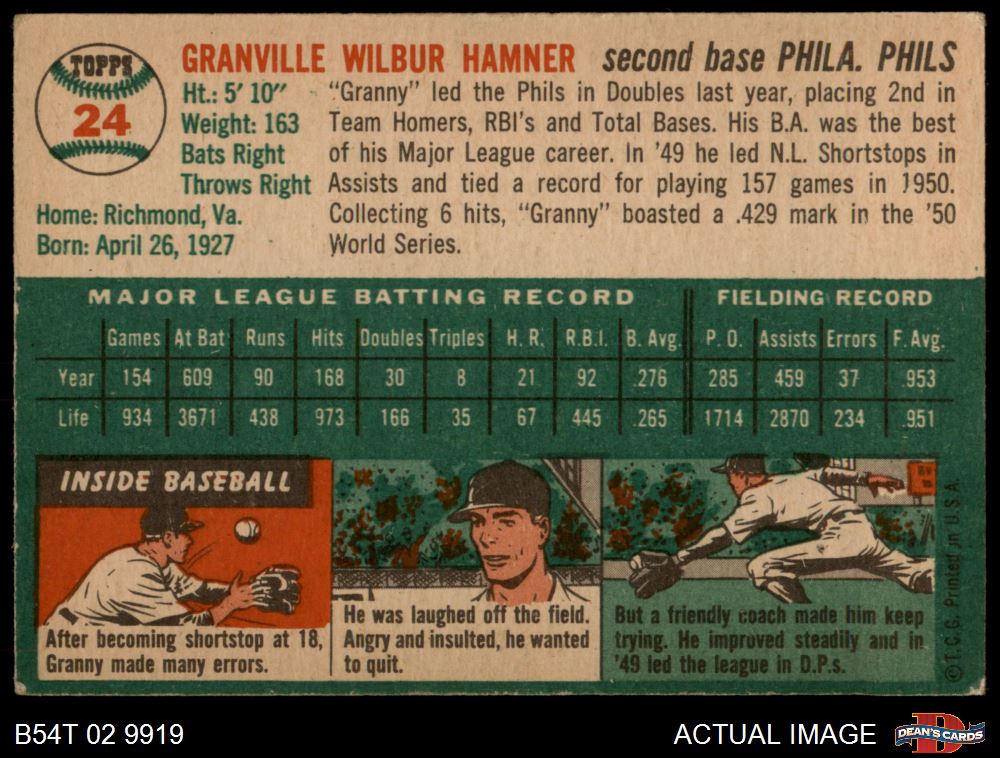 TOPPS
24
GRANVILLE WILBUR HAMNER second base PHILA. PHILS
Ht.: 5' 10"
Weight: 163
Bats Right
Throws Right
Home: Richmond, Va.
Born: April 26, 1927
"Granny" led the Phils in Doubles last year, placing 2nd in
Team Homers, RBI's and Total Bases. His B.A. was the best
of his Major League career. In '49 he led N.L. Shortstops in
Assists and tied a record for playing 157 games in 1950.
Collecting 6 hits, "Granny" boasted a .429 mark in the '50
World Series.
MAJOR LEAGUE BATTING RECORD FIELDING RECORD
Games At Bat Runs Hits Doubles Triples H. R. R.B.I. B. Avg. P. O. Assists Errors F. Avg.
Year 154 609 90 168 30 8 21 92 .276 285 459 37 .953
Life 934 3671 438 973 166 35 67 445 .265 1714 2870 234 .951
INSIDE BASEBALL
After becoming shortstop at 18,
Granny made many errors.
He was laughed off the field.
Angry and insulted, he wanted
to quit.
But a friendly coach made him keep
trying. He improved steadily and in
'49 led the league in D.P.s.
© T.C.G. Printed in U.S.A.
B54T 02 9919
ACTUAL IMAGE
DEAN'S CARDS